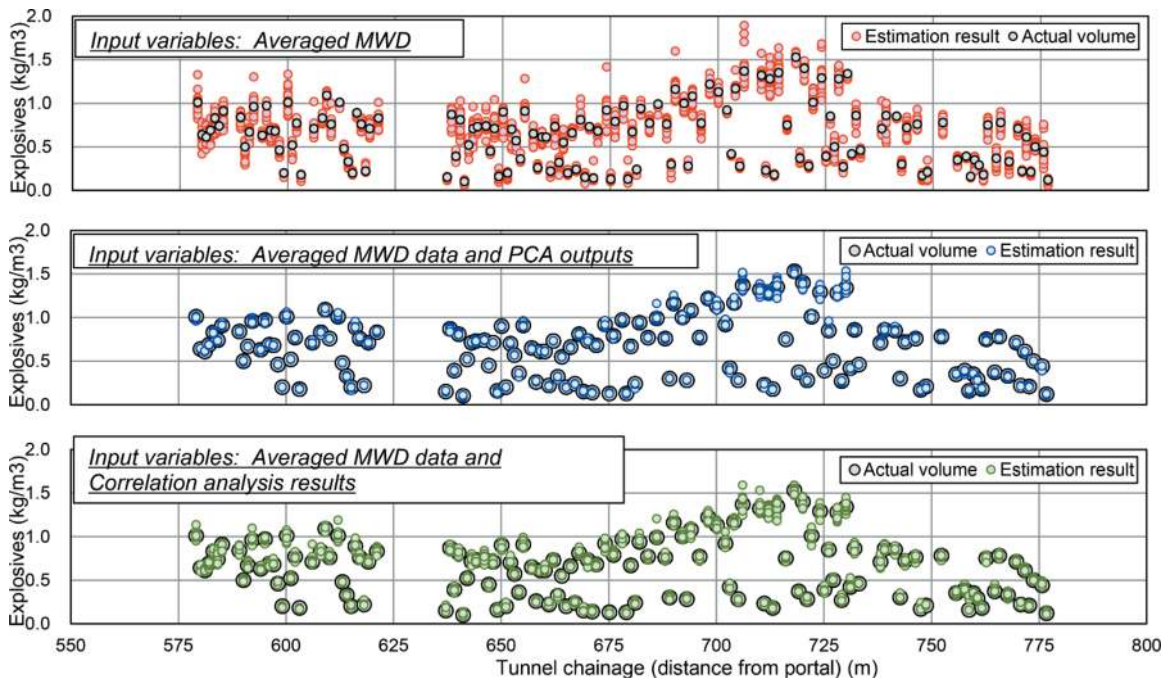 Input variables: Averaged MWD
Estimation result Actual volume
Explosives (kg/m3)
2.0
1.5
1.0
0.5
0.0
Input variables: Averaged MWD data and PCA outputs
Actual volume Estimation result
Explosives (kg/m3)
2.0
1.5
1.0
0.5
0.0
Input variables: Averaged MWD data and
Correlation analysis results
Actual volume Estimation result
Explosives (kg/m3)
2.0
1.5
1.0
0.5
0.0
550 575 600 625 650 675 700 725 750 775 800
Tunnel chainage (distance from portal) (m)